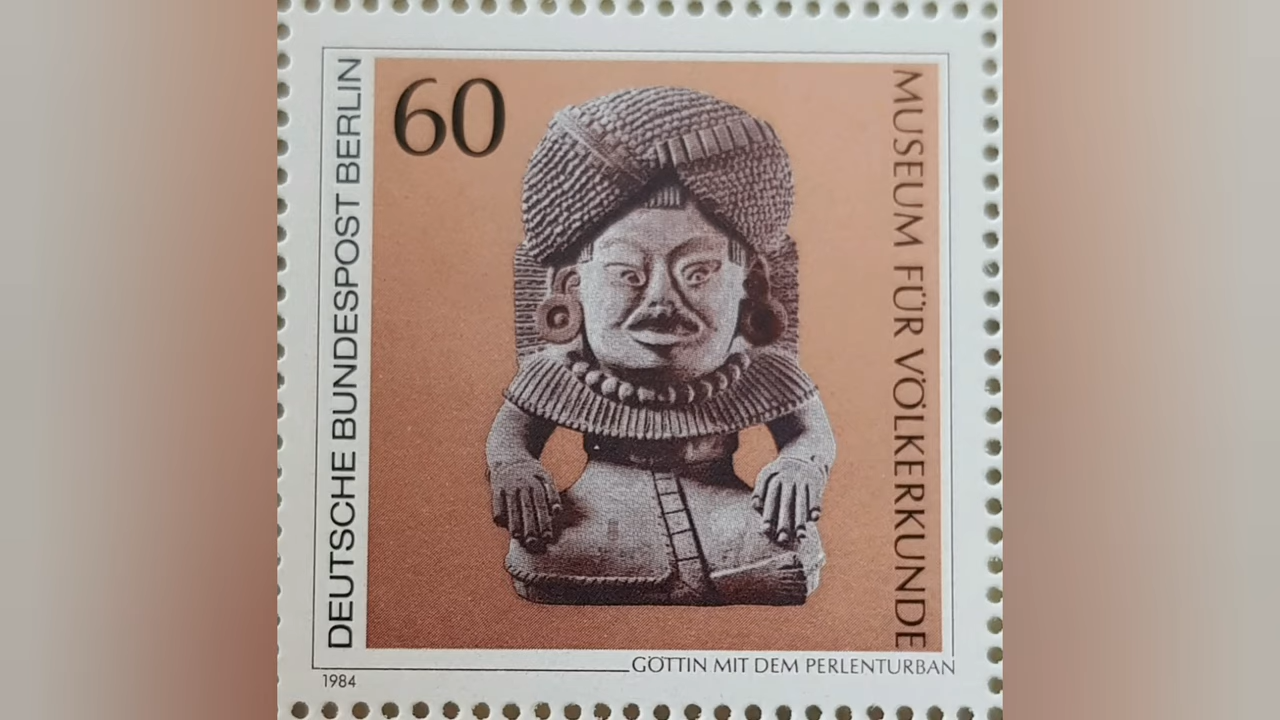 DEUTSCHE BUNDESPOST BERLIN
60
MUSEUM FÜR VÖLKERKUNDE
GÖTTIN MIT DEM PERLENTURBAN
1984